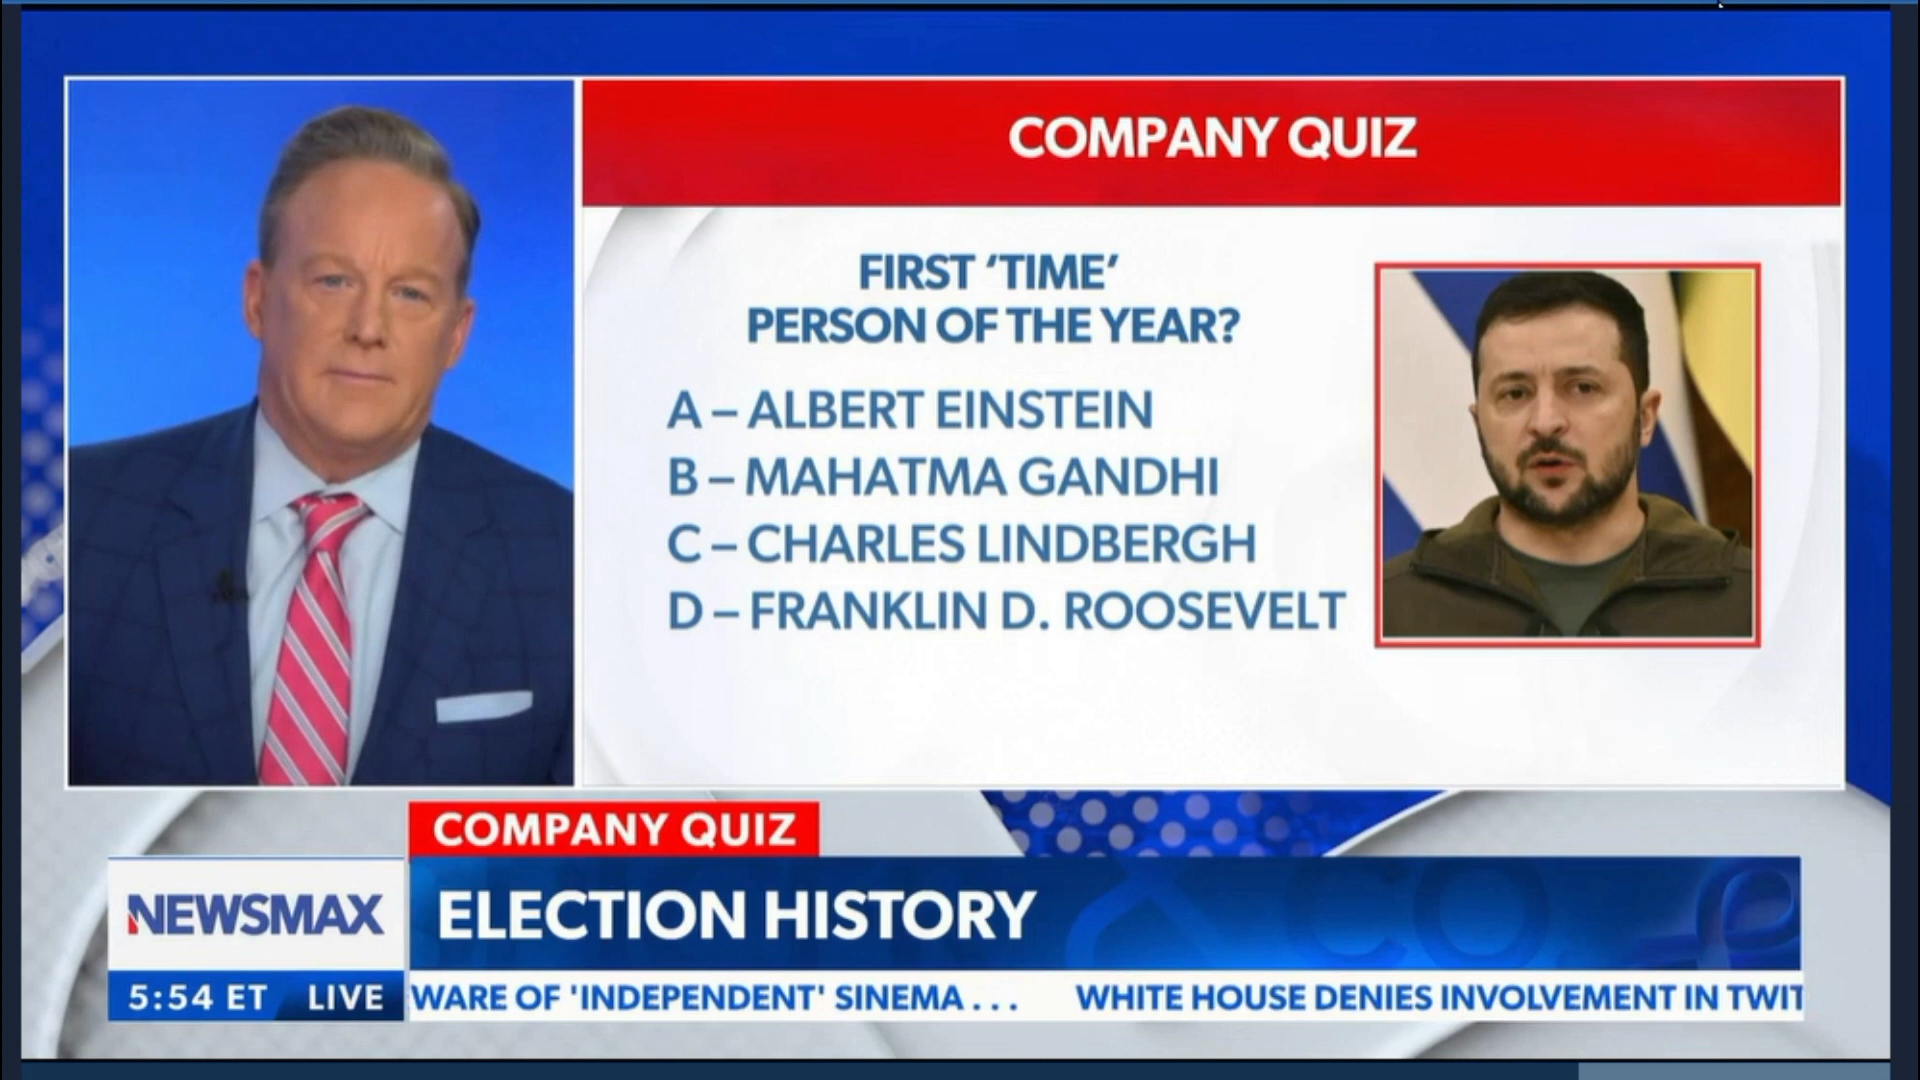 COMPANY QUIZ
FIRST ‘TIME’
PERSON OF THE YEAR?
A – ALBERT EINSTEIN
B – MAHATMA GANDHI
C – CHARLES LINDBERGH
D – FRANKLIN D. ROOSEVELT
COMPANY QUIZ
NEWSMAX
ELECTION HISTORY
& CO.
5:54 ET LIVE
WARE OF 'INDEPENDENT' SINEMA . . . WHITE HOUSE DENIES INVOLVEMENT IN TWIT